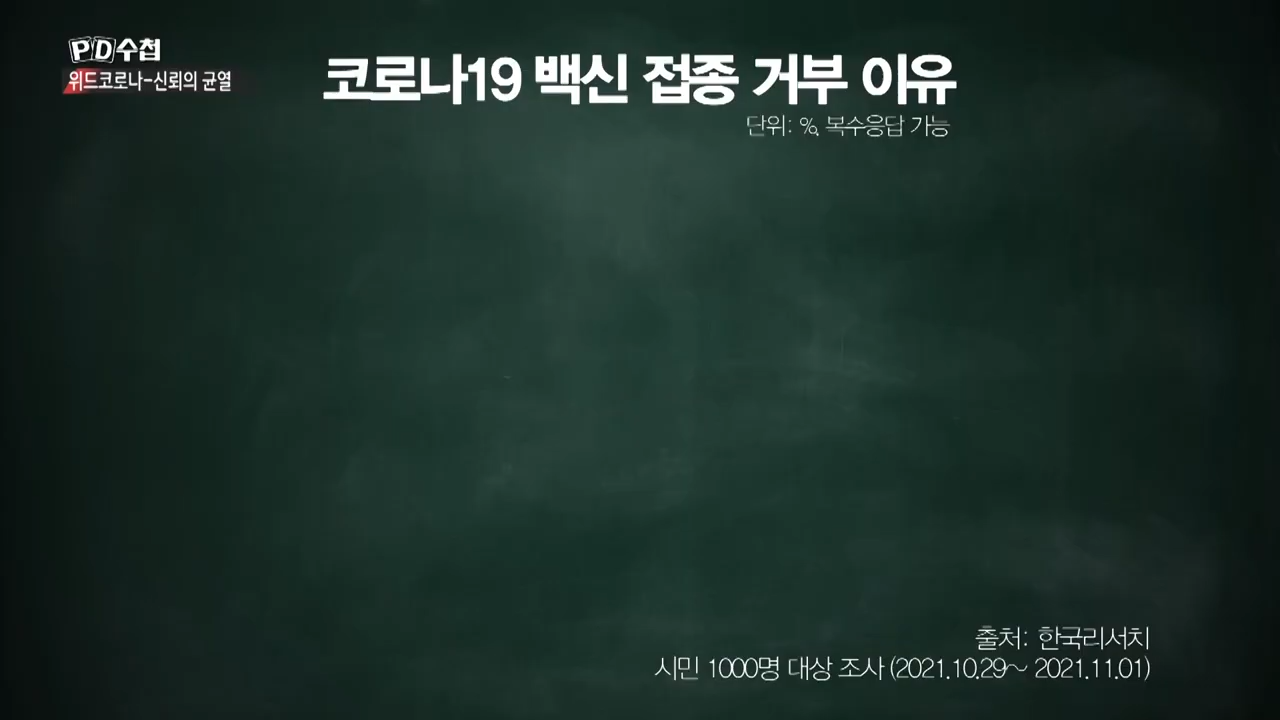 PD수첩
위드코로나-신뢰의 균열
코로나19 백신 접종 거부 이유
단위: %, 복수응답 가능
출처: 한국리서치
시민 1000명 대상 조사 (2021.10.29~ 2021.11.01)